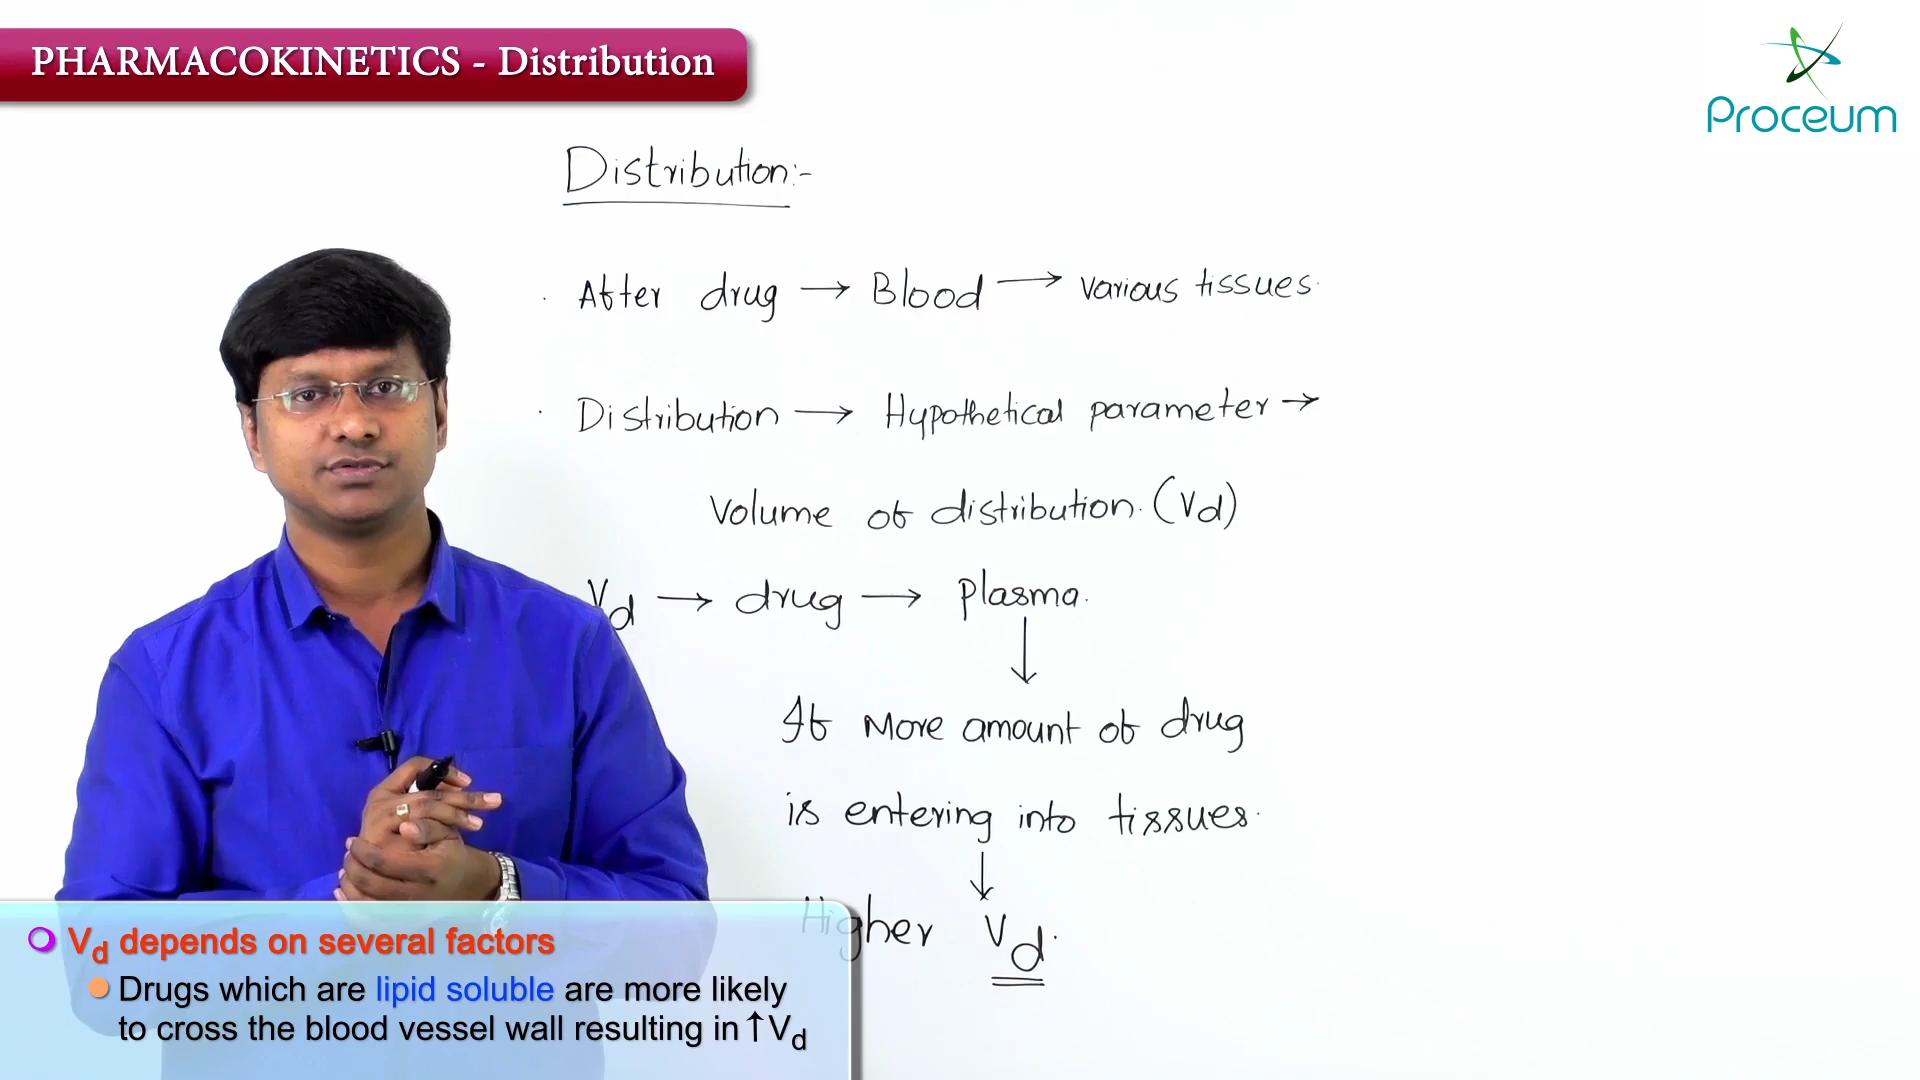 PHARMACOKINETICS - Distribution
Proceum
Distribution:-
. After drug → Blood → various tissues.
. Distribution → Hypothetical parameter →
Volume of distribution. (Vd)
Vd → drug → plasma.
↓
If More amount of drug
is entering into tissues.
↓
Higher Vd.
Vd depends on several factors
Drugs which are lipid soluble are more likely
to cross the blood vessel wall resulting in ↑Vd